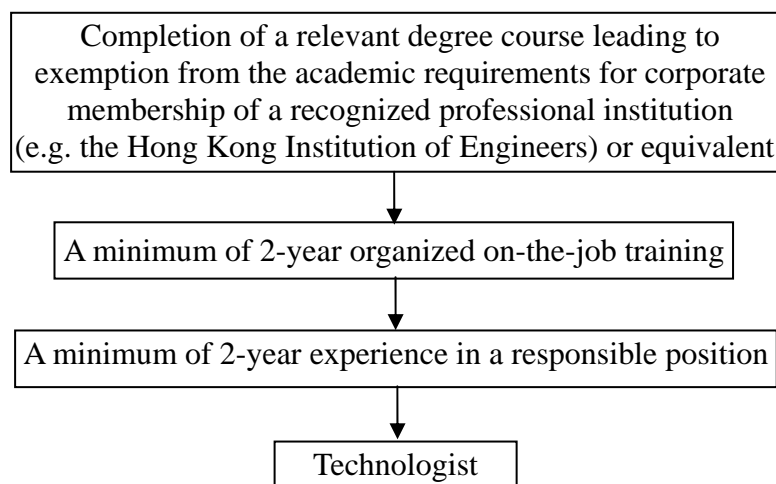 Completion of a relevant degree course leading to
exemption from the academic requirements for corporate
membership of a recognized professional institution
(e.g. the Hong Kong Institution of Engineers) or equivalent
A minimum of 2-year organized on-the-job training
A minimum of 2-year experience in a responsible position
Technologist